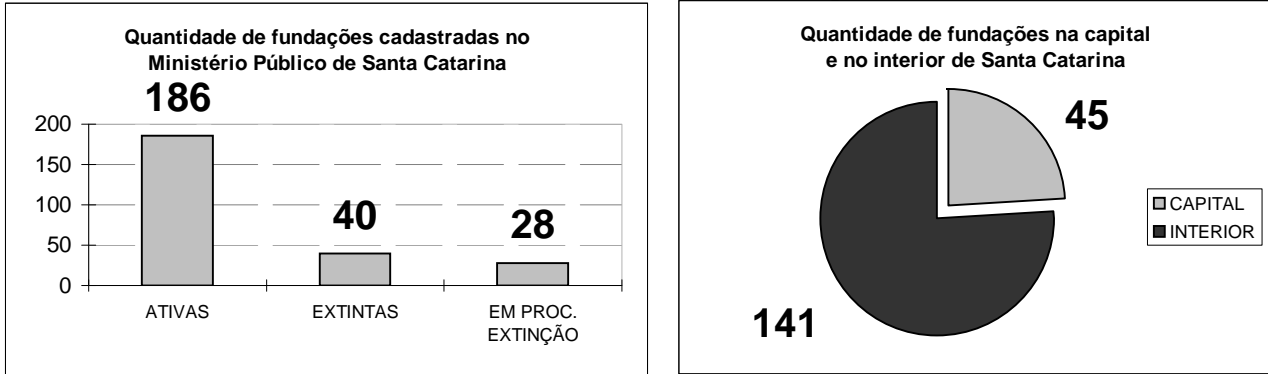 Quantidade de fundações cadastradas no
Ministério Público de Santa Catarina
186
200
150
100
50
0
40
28
ATIVAS
EXTINTAS
EM PROC.
EXTINÇÃO
Quantidade de fundações na capital
e no interior de Santa Catarina
45
141
CAPITAL
INTERIOR